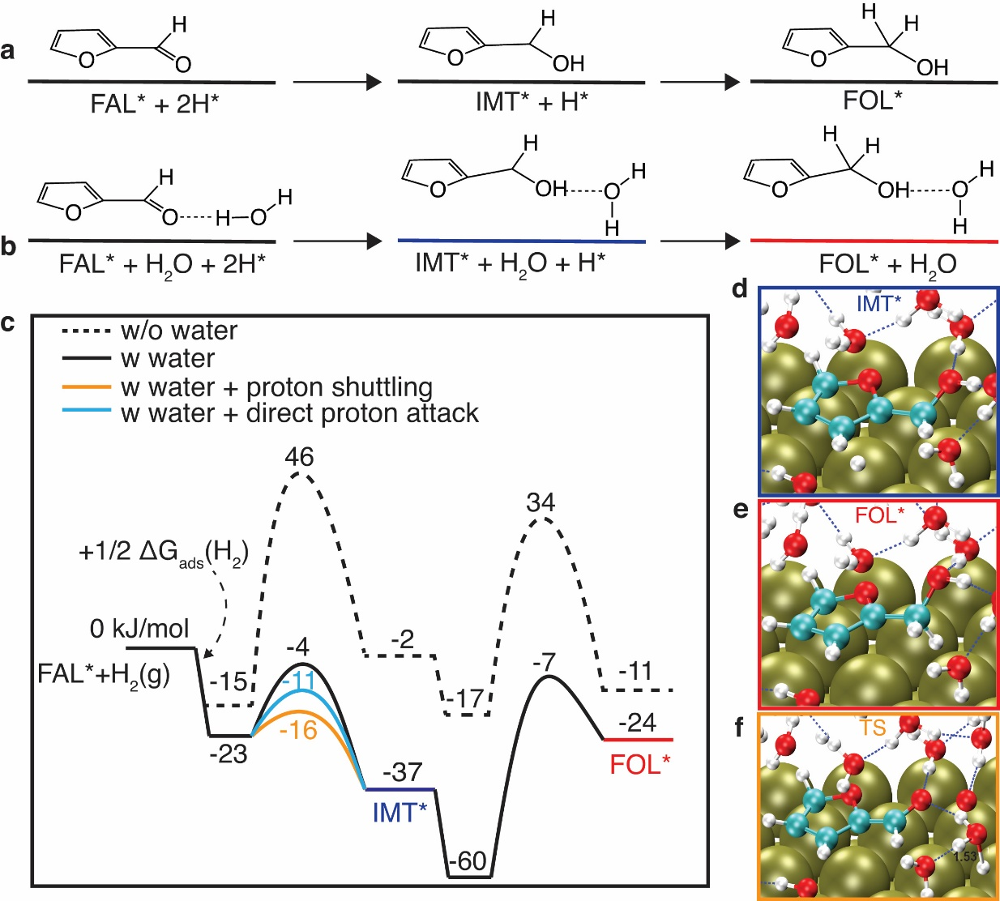 a
H
O
O
FAL* + 2H*
H
O
OH
IMT* + H*
H
H
O
OH
FOL*
b
H
O
O
H
O
H
FAL* + H2O + 2H*
H
O
OH
O
H
H
IMT* + H2O + H*
H
H
O
OH
O
H
H
FOL* + H2O
c
w/o water
w water
w water + proton shuttling
w water + direct proton attack
46
34
+1/2 ΔGads(H2)
0 kJ/mol
FAL*+H2(g)
-15
-23
-4
-11
-16
-2
-17
-37
IMT*
-60
-7
-11
-24
FOL*
d
IMT*
e
FOL*
f
TS
1.53